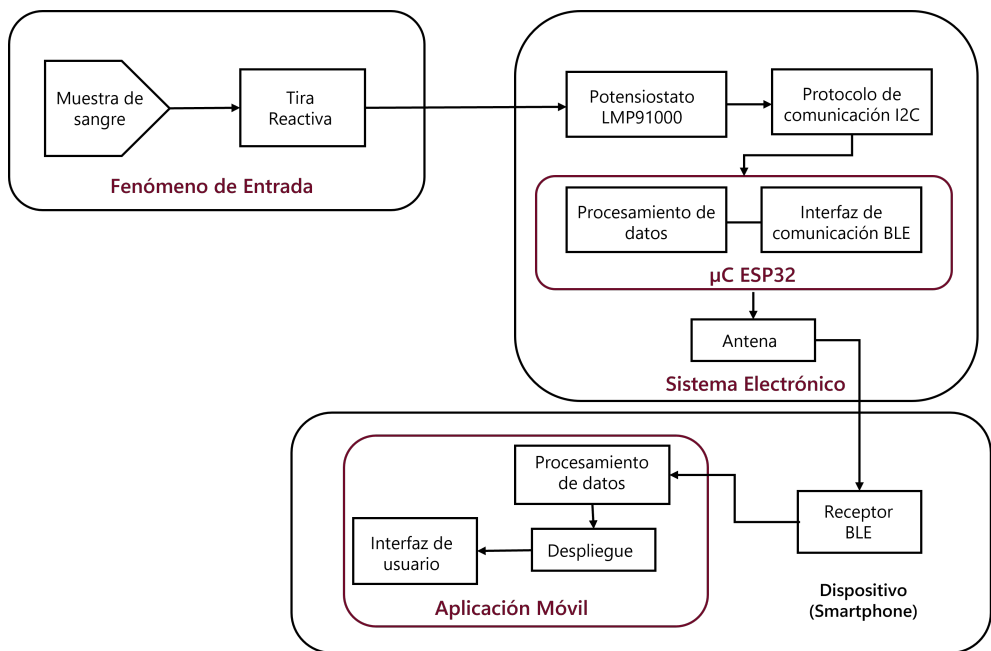 Muestra de
sangre
Tira
Reactiva
Fenómeno de Entrada
Potensiostato
LMP91000
Protocolo de
comunicación I2C
Procesamiento de
datos
Interfaz de
comunicación BLE
µC ESP32
Antena
Sistema Electrónico
Procesamiento
de datos
Interfaz de
usuario
Despliegue
Aplicación Móvil
Receptor
BLE
Dispositivo
(Smartphone)